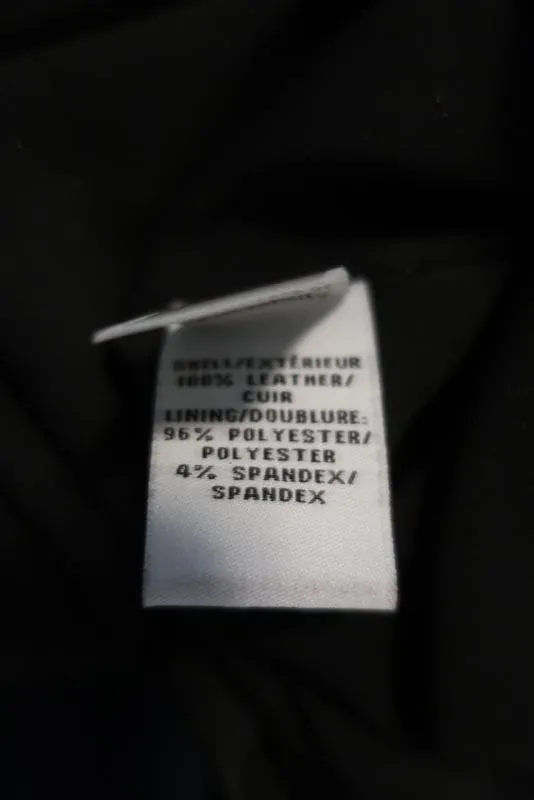 SHELL/EXTÉRIEUR
100% LEATHER/
CUIR
LINING/DOUBLURE:
96% POLYESTER/
POLYESTER
4% SPANDEX/
SPANDEX